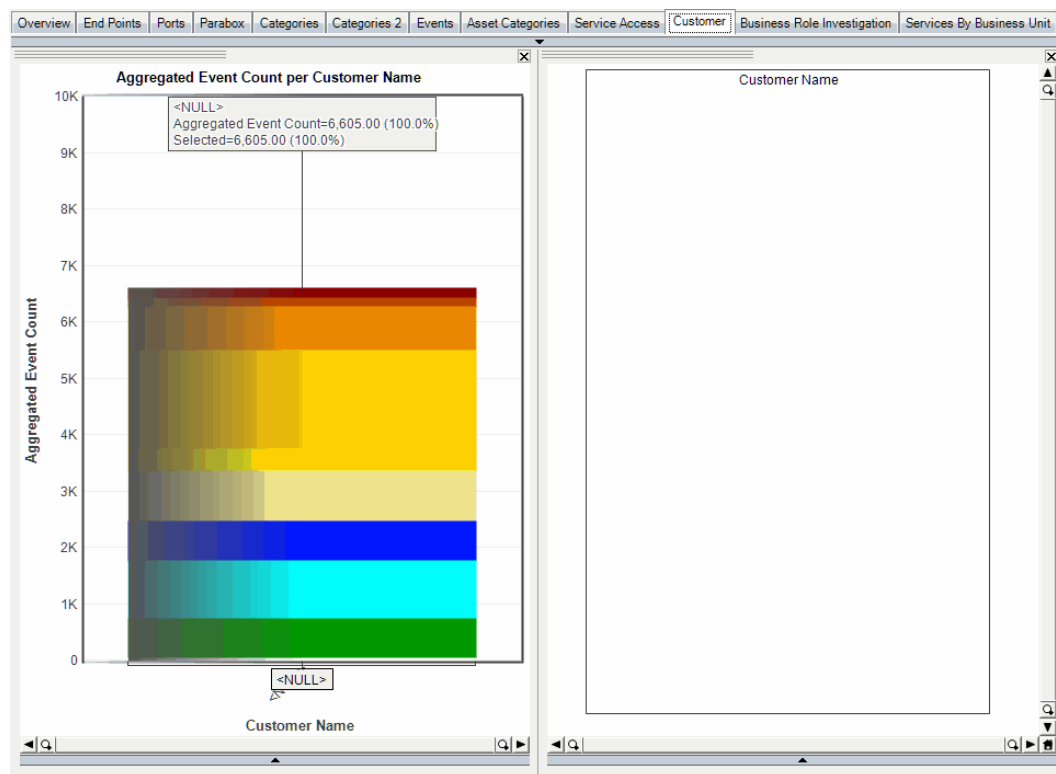 Overview End Points Ports Parabox Categories Categories 2 Events Asset Categories Service Access Customer Business Role Investigation Services By Business Unit
Aggregated Event Count per Customer Name
10K
<NULL>
Aggregated Event Count=6,605.00 (100.0%)
Selected=6,605.00 (100.0%)
9K
8K
7K
6K
5K
4K
3K
2K
1K
0
Aggregated Event Count
<NULL>
Customer Name
Customer Name